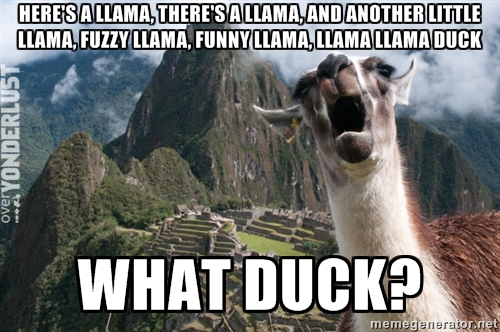 HERE'S A LLAMA, THERE'S A LLAMA, AND ANOTHER LITTLE
LLAMA, FUZZY LLAMA, FUNNY LLAMA, LLAMA LLAMA DUCK
overYONDERLUST
WHAT DUCK?
memegenerator.net